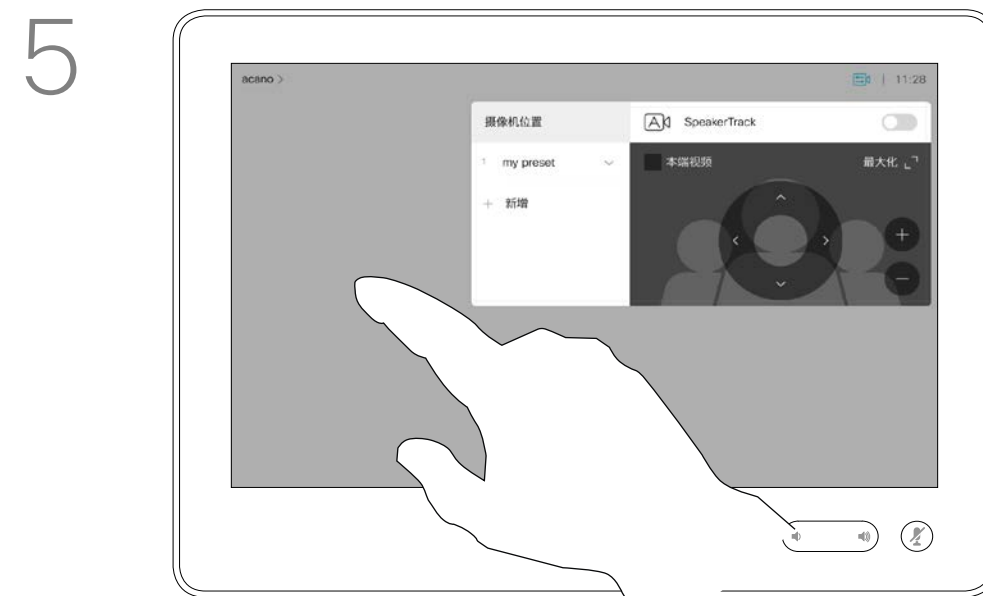 5
acano >
11:28
摄像机位置
SpeakerTrack
1 my preset
本端视频
最大化
+ 新增